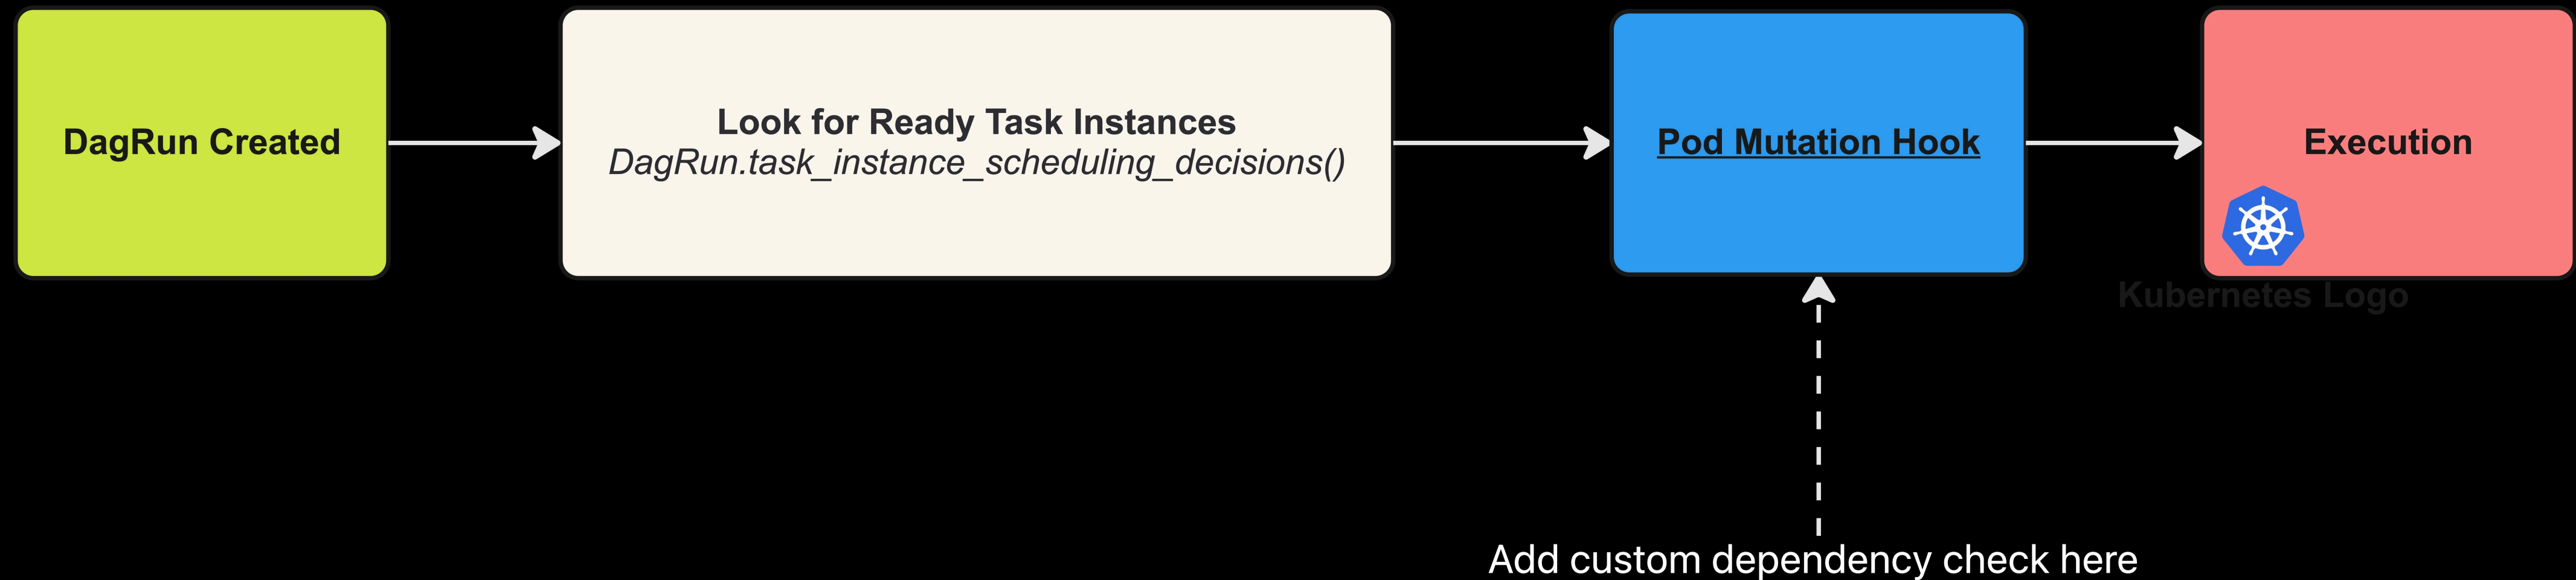 DagRun Created
Look for Ready Task Instances
DagRun.task_instance_scheduling_decisions()
Pod Mutation Hook
Execution
Kubernetes Logo
Add custom dependency check here